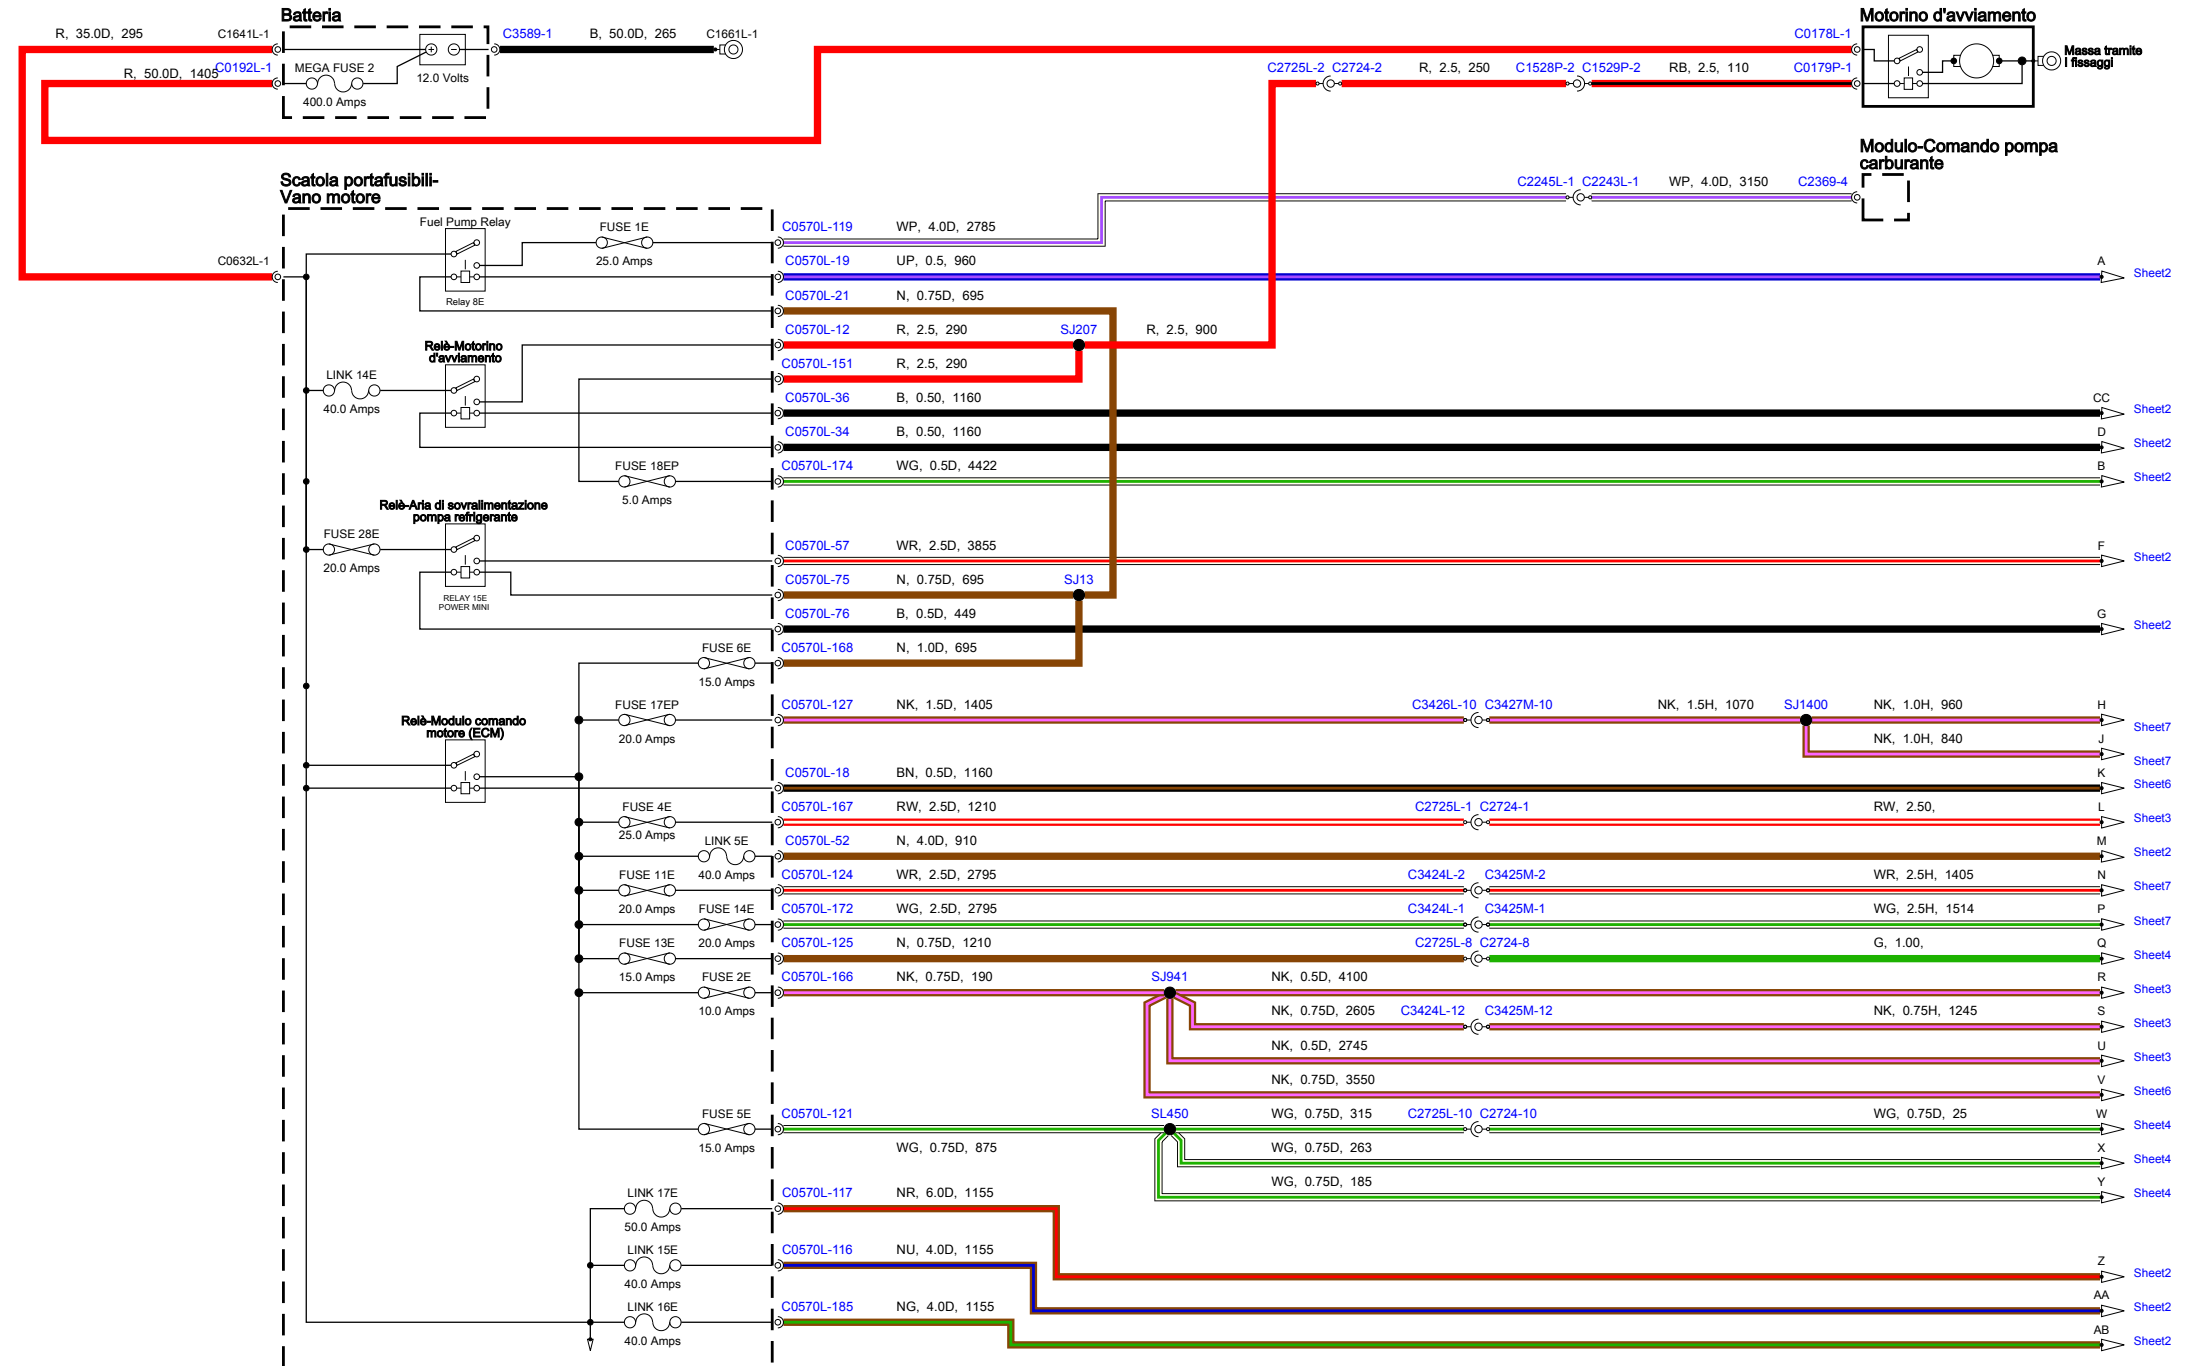 Batteria
R, 35.0D, 295
C1641L-1
R, 50.0D, 1405
C0192L-1
MEGA FUSE 2
400.0 Amps
12.0 Volts
C3589-1
B, 50.0D, 265
C1661L-1
Motorino d'avviamento
C0178L-1
Massa tramite
I fissaggi
C2725L-2 C2724-2
R, 2.5, 250
C1528P-2 C1529P-2
RB, 2.5, 110
C0179P-1
Modulo-Comando pompa
carburante
C2245L-1 C2243L-1
WP, 4.0D, 3150
C2369-4
Scatola portafusibili-
Vano motore
Fuel Pump Relay
FUSE 1E
25.0 Amps
Relay 8E
C0632L-1
C0570L-119
WP, 4.0D, 2785
C0570L-19
UP, 0.5, 960
A
Sheet2
C0570L-21
N, 0.75D, 695
C0570L-12
R, 2.5, 290
SJ207
R, 2.5, 900
Relè-Motorino
d'avviamento
LINK 14E
40.0 Amps
C0570L-151
R, 2.5, 290
C0570L-36
B, 0.50, 1160
CC
Sheet2
C0570L-34
B, 0.50, 1160
D
Sheet2
FUSE 18EP
5.0 Amps
C0570L-174
WG, 0.5D, 4422
B
Sheet2
Relè-Aria di sovralimentazione
pompa refrigerante
FUSE 28E
20.0 Amps
RELAY 15E
POWER MINI
C0570L-57
WR, 2.5D, 3855
F
Sheet2
C0570L-75
N, 0.75D, 695
SJ13
C0570L-76
B, 0.5D, 449
G
Sheet2
FUSE 6E
15.0 Amps
C0570L-168
N, 1.0D, 695
FUSE 17EP
20.0 Amps
C0570L-127
NK, 1.5D, 1405
C3426L-10 C3427M-10
NK, 1.5H, 1070
SJ1400
NK, 1.0H, 960
H
Sheet7
NK, 1.0H, 840
J
Sheet7
Relè-Modulo comando
motore (ECM)
C0570L-18
BN, 0.5D, 1160
K
Sheet6
FUSE 4E
25.0 Amps
C0570L-167
RW, 2.5D, 1210
C2725L-1 C2724-1
RW, 2.50,
L
Sheet3
LINK 5E
40.0 Amps
C0570L-52
N, 4.0D, 910
M
Sheet2
FUSE 11E
20.0 Amps
C0570L-124
WR, 2.5D, 2795
C3424L-2 C3425M-2
WR, 2.5H, 1405
N
Sheet7
FUSE 14E
20.0 Amps
C0570L-172
WG, 2.5D, 2795
C3424L-1 C3425M-1
WG, 2.5H, 1514
P
Sheet7
FUSE 13E
15.0 Amps
C0570L-125
N, 0.75D, 1210
C2725L-8 C2724-8
G, 1.00,
Q
Sheet4
FUSE 2E
10.0 Amps
C0570L-166
NK, 0.75D, 190
SJ941
NK, 0.5D, 4100
R
Sheet3
NK, 0.75D, 2605
C3424L-12 C3425M-12
NK, 0.75H, 1245
S
Sheet3
NK, 0.5D, 2745
U
Sheet3
NK, 0.75D, 3550
V
Sheet6
FUSE 5E
15.0 Amps
C0570L-121
WG, 0.75D, 875
SL450
WG, 0.75D, 315
C2725L-10 C2724-10
WG, 0.75D, 25
W
Sheet4
WG, 0.75D, 263
X
Sheet4
WG, 0.75D, 185
Y
Sheet4
LINK 17E
50.0 Amps
C0570L-117
NR, 6.0D, 1155
Z
Sheet2
LINK 15E
40.0 Amps
C0570L-116
NU, 4.0D, 1155
AA
Sheet2
LINK 16E
40.0 Amps
C0570L-185
NG, 4.0D, 1155
AB
Sheet2